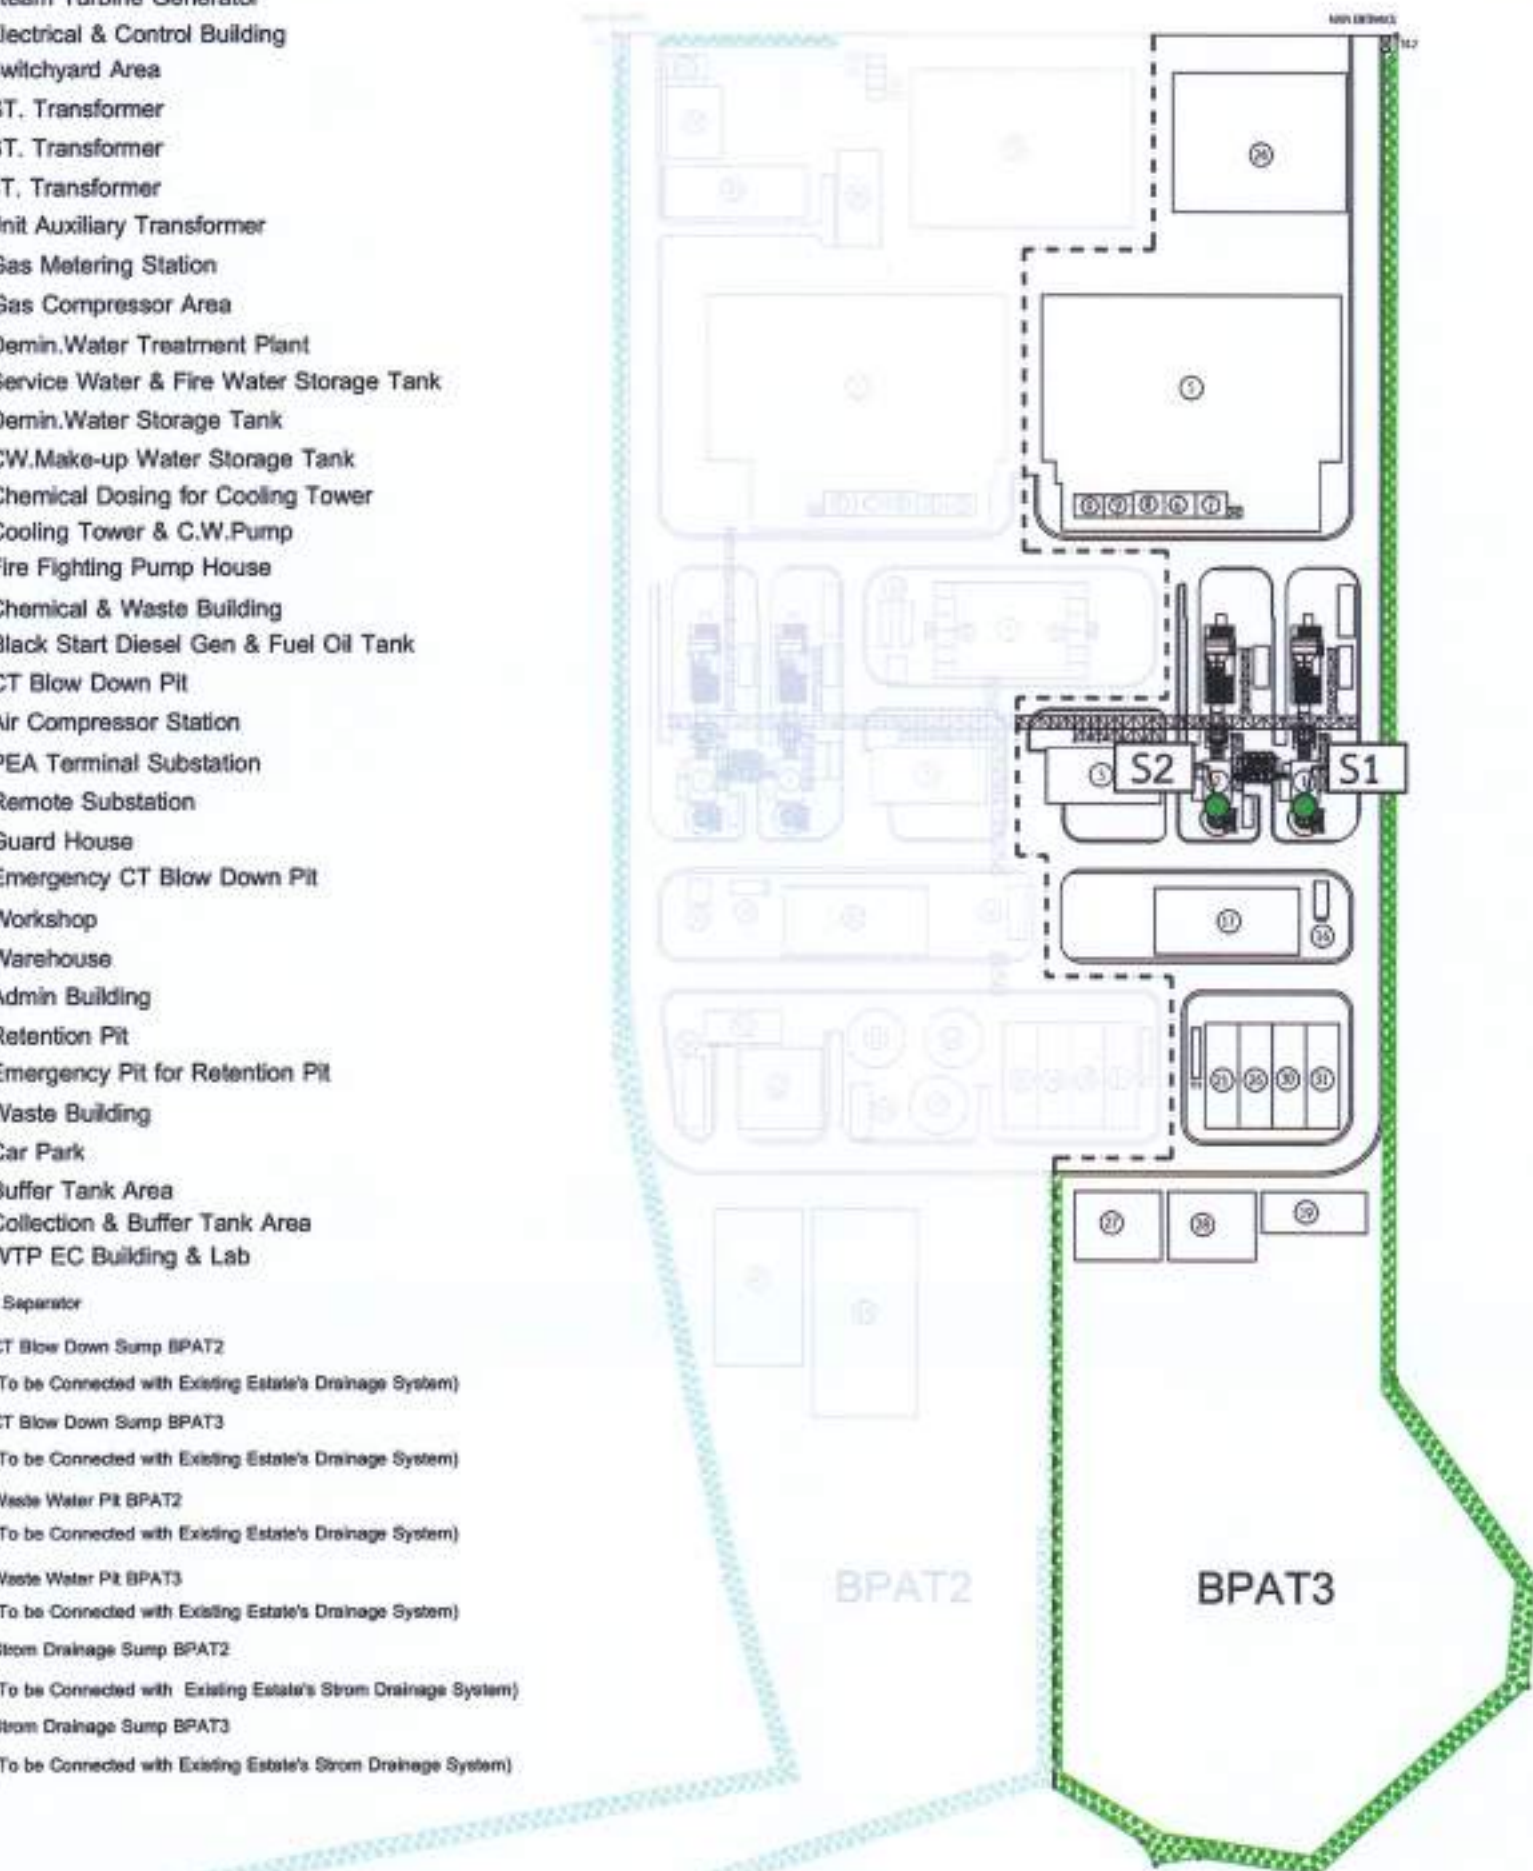 Electrical & Control Building
Switchyard Area
ST. Transformer
Unit Auxiliary Transformer
Gas Metering Station
Gas Compressor Area
Demin.Water Treatment Plant
Service Water & Fire Water Storage Tank
Demin.Water Storage Tank
CW.Make-up Water Storage Tank
Chemical Dosing for Cooling Tower
Cooling Tower & C.W.Pump
Fire Fighting Pump House
Chemical & Waste Building
Black Start Diesel Gen & Fuel Oil Tank
CT Blow Down Pit
Air Compressor Station
PEA Terminal Substation
Remote Substation
Guard House
Emergency CT Blow Down Pit
Workshop
Warehouse
Admin Building
Retention Pit
Emergency Pit for Retention Pit
Waste Building
Car Park
Buffer Tank Area
Collection & Buffer Tank Area
WTP EC Building & Lab
Separator
CT Blow Down Sump BPAT2
To be Connected with Existing Estate's Drainage System)
CT Blow Down Sump BPAT3
To be Connected with Existing Estate's Drainage System)
Waste Water Pit BPAT2
To be Connected with Existing Estate's Drainage System)
Waste Water Pit BPAT3
To be Connected with Existing Estate's Drainage System)
Strom Drainage Sump BPAT2
To be Connected with Existing Estate's Strom Drainage System)
Strom Drainage Sump BPAT3
To be Connected with Existing Estate's Strom Drainage System)
MAIN ENTRANCE
5
S2
S1
17
27
BPAT2
BPAT3